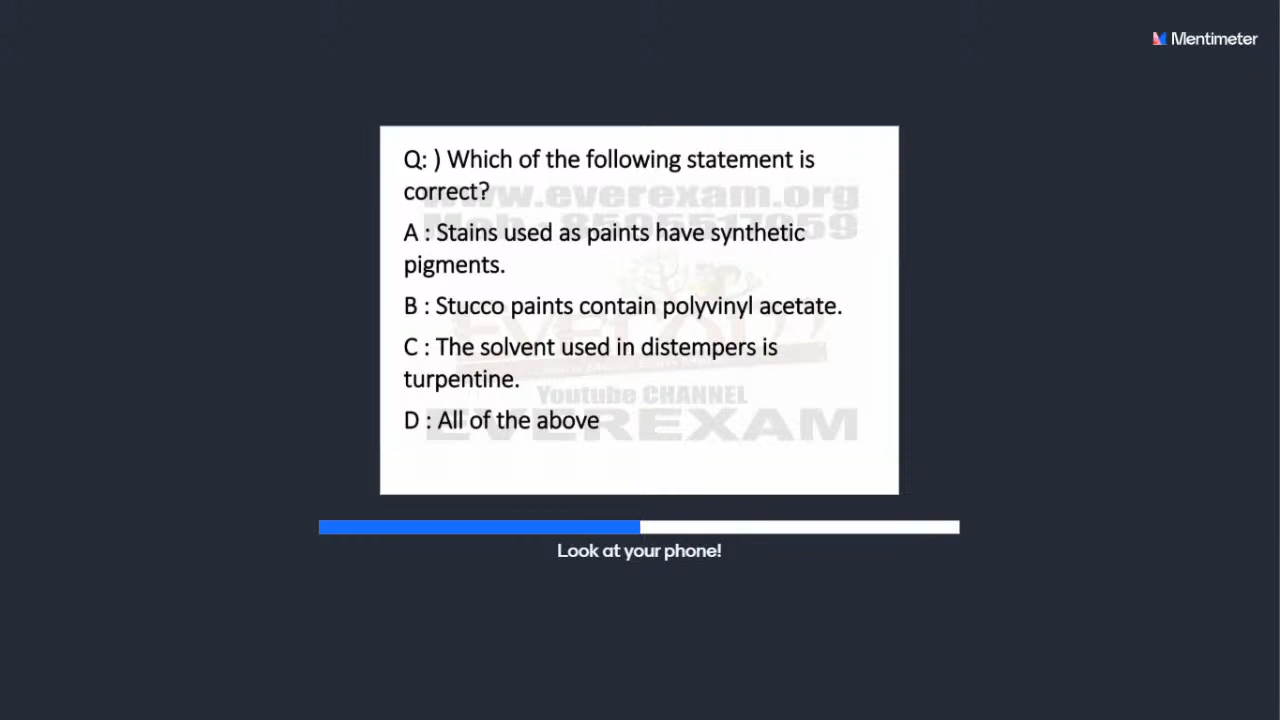 Mentimeter
Q: ) Which of the following statement is
correct?
www.everexam.org
A : Stains used as paints have synthetic
pigments.
B : Stucco paints contain polyvinyl acetate.
C : The solvent used in distempers is
turpentine.
Youtube CHANNEL
D : All of the above
EVEREXAM
Look at your phone!